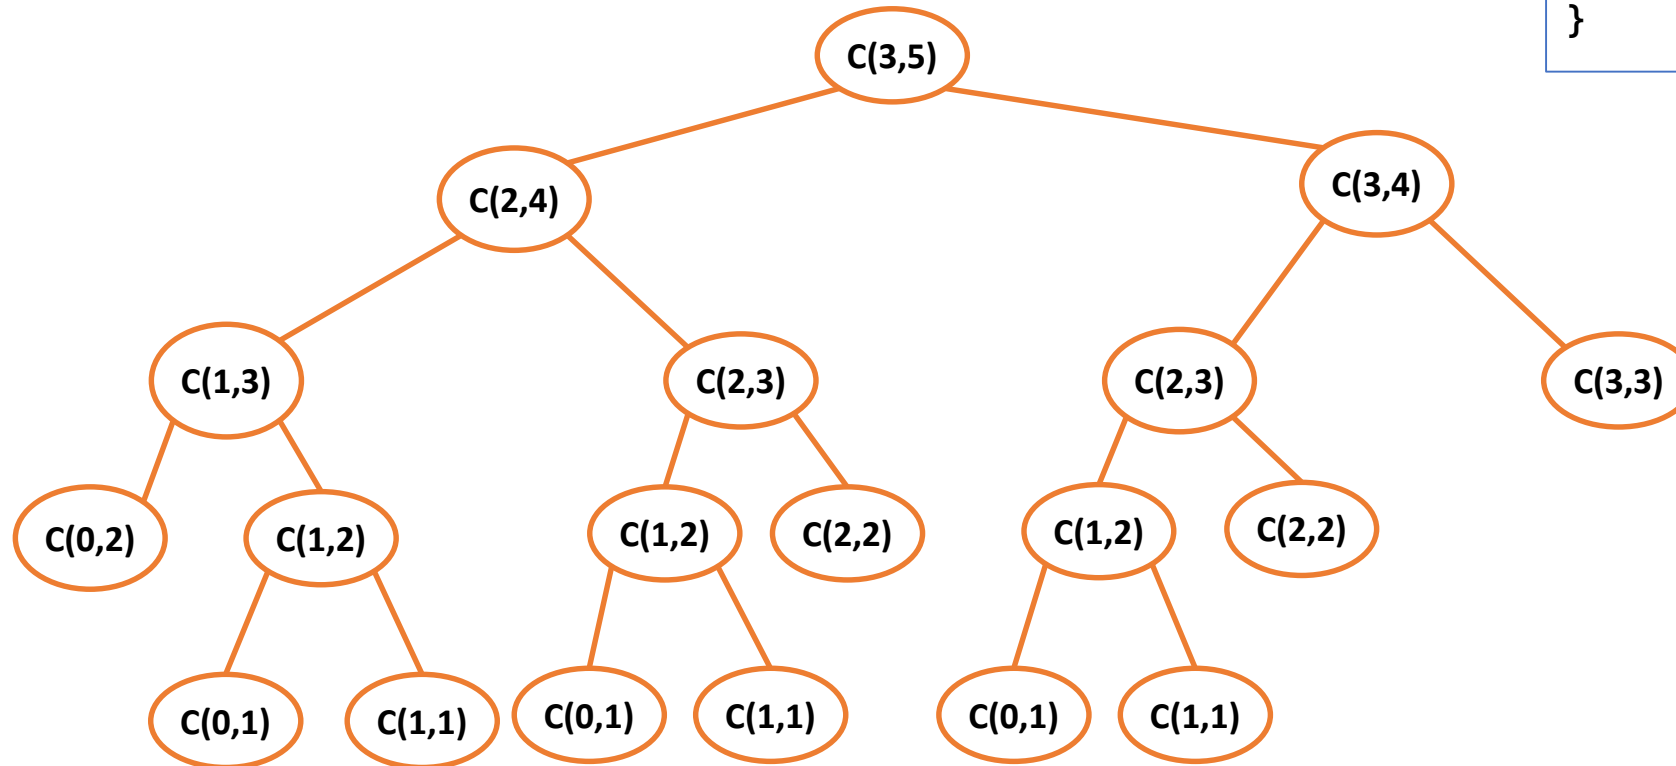 }
C(3,5)
C(2,4)
C(3,4)
C(1,3)
C(2,3)
C(2,3)
C(3,3)
C(0,2)
C(1,2)
C(1,2)
C(2,2)
C(1,2)
C(2,2)
C(0,1)
C(1,1)
C(0,1)
C(1,1)
C(0,1)
C(1,1)